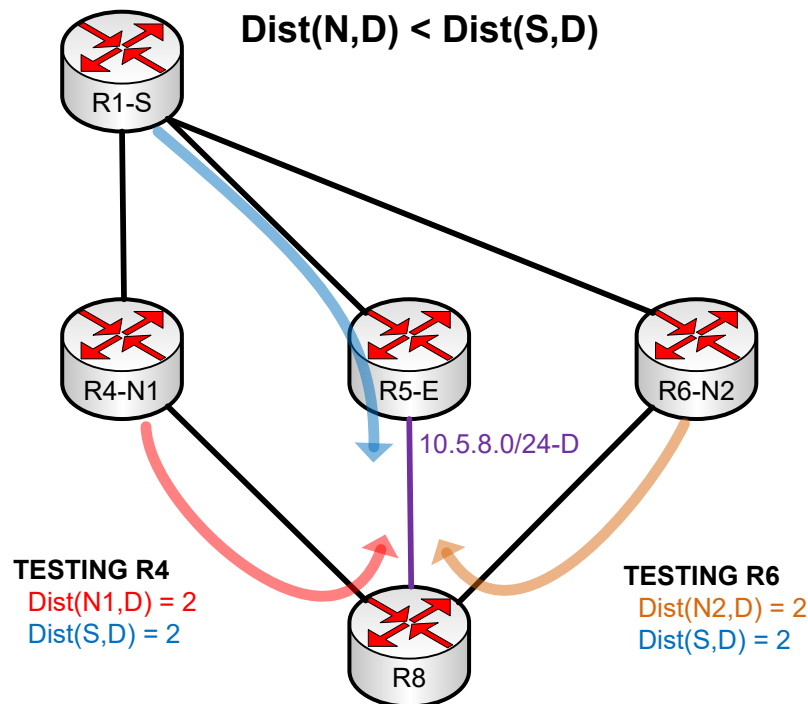 Dist(N,D) < Dist(S,D)
R1-S
R4-N1
R5-E
R6-N2
10.5.8.0/24-D
TESTING R4
Dist(N1,D) = 2
Dist(S,D) = 2
TESTING R6
Dist(N2,D) = 2
Dist(S,D) = 2
R8